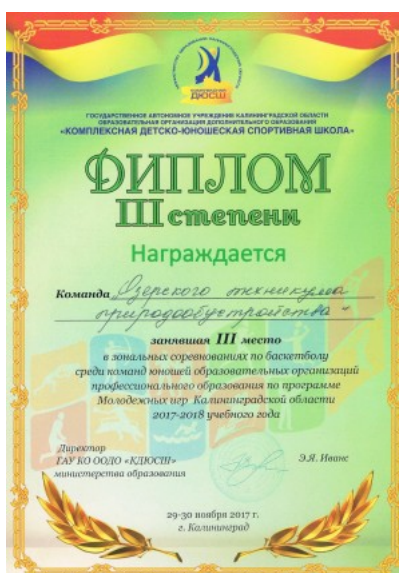 ДЮСШ
ГОСУДАРСТВЕННОЕ АВТОНОМНОЕ УЧРЕЖДЕНИЕ КАЛИНИНГРАДСКОЙ ОБЛАСТИ
ОБРАЗОВАТЕЛЬНАЯ ОРГАНИЗАЦИЯ ДОПОЛНИТЕЛЬНОГО ОБРАЗОВАНИЯ
«КОМПЛЕКСНАЯ ДЕТСКО-ЮНОШЕСКАЯ СПОРТИВНАЯ ШКОЛА»
ДИПЛОМ
III степени
Награждается
Команда Озерского техникума
природообустройства
занявшая III место
в зональных соревнованиях по баскетболу
среди команд юношей образовательных организаций
профессионального образования по программе
Молодежных игр Калининградской области
2017-2018 учебного года
Директор
ГАУ КО ООДО «КДЮСШ»
министерства образования
Э.Я. Иванс
29-30 ноября 2017 г.
г. Калининград